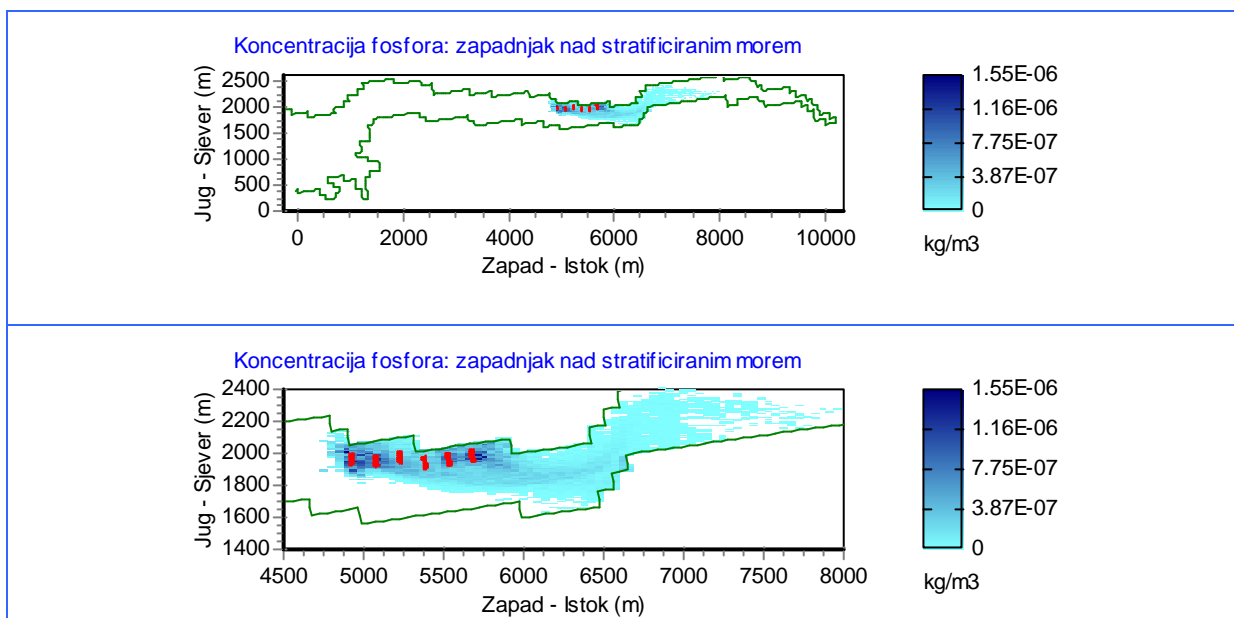 Koncentracija fosfora: zapadnjak nad stratificiranim morem
Jug - Sjever (m)
2500
2000
1500
1000
500
0
0 2000 4000 6000 8000 10000
Zapad - Istok (m)
1.55E-06
1.16E-06
7.75E-07
3.87E-07
0
kg/m3
Koncentracija fosfora: zapadnjak nad stratificiranim morem
Jug - Sjever (m)
2400
2200
2000
1800
1600
1400
4500 5000 5500 6000 6500 7000 8000
Zapad - Istok (m)
1.55E-06
1.16E-06
7.75E-07
3.87E-07
0
kg/m3